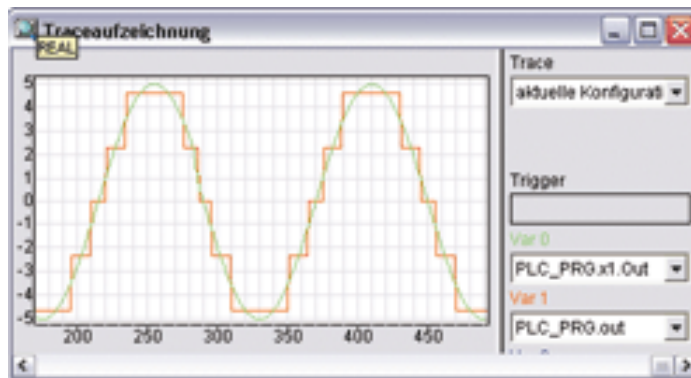 Traceaufzeichnung
REAL
5
4
3
2
1
0
-1
-2
-3
-4
-5
200 250 300 350 400 450
Trace
aktuelle Konfigurati
Trigger
Var 0
PLC_PRG.x1.Out
Var 1
PLC_PRG.out